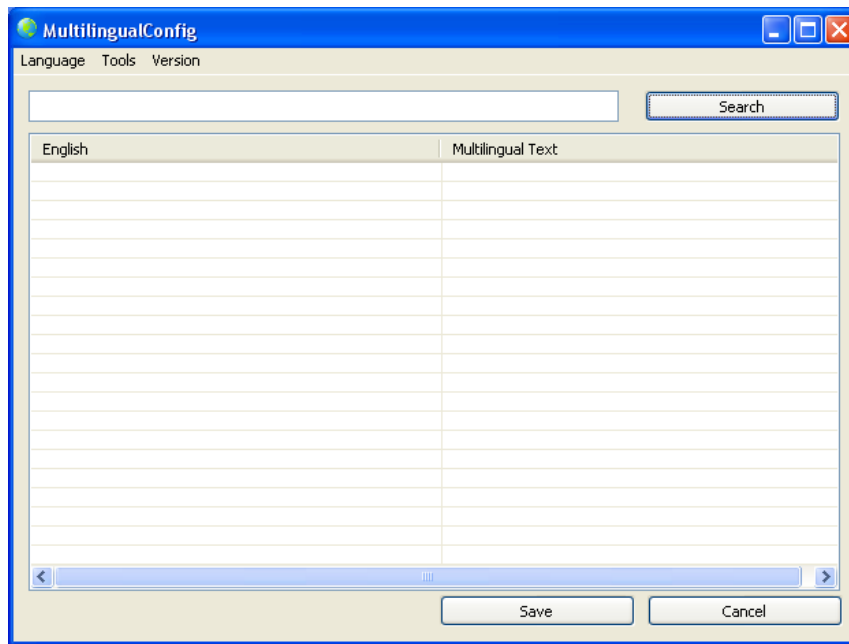 MultilingualConfig
Language Tools Version
Search
English Multilingual Text
Save Cancel